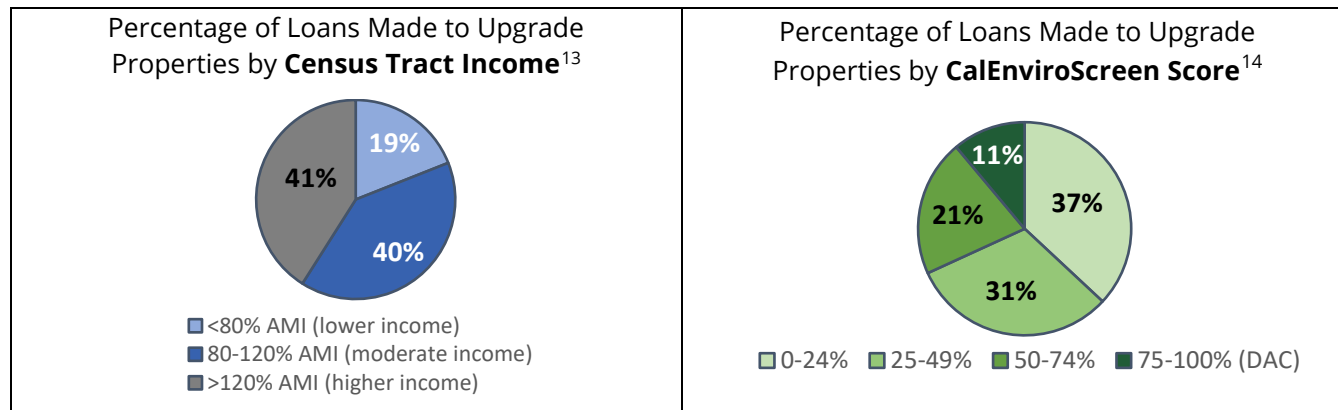 Percentage of Loans Made to Upgrade
Properties by Census Tract Income13
19%
41%
40%
<80% AMI (lower income)
80-120% AMI (moderate income)
>120% AMI (higher income)
Percentage of Loans Made to Upgrade
Properties by CalEnviroScreen Score14
11%
37%
21%
31%
0-24% 25-49% 50-74% 75-100% (DAC)